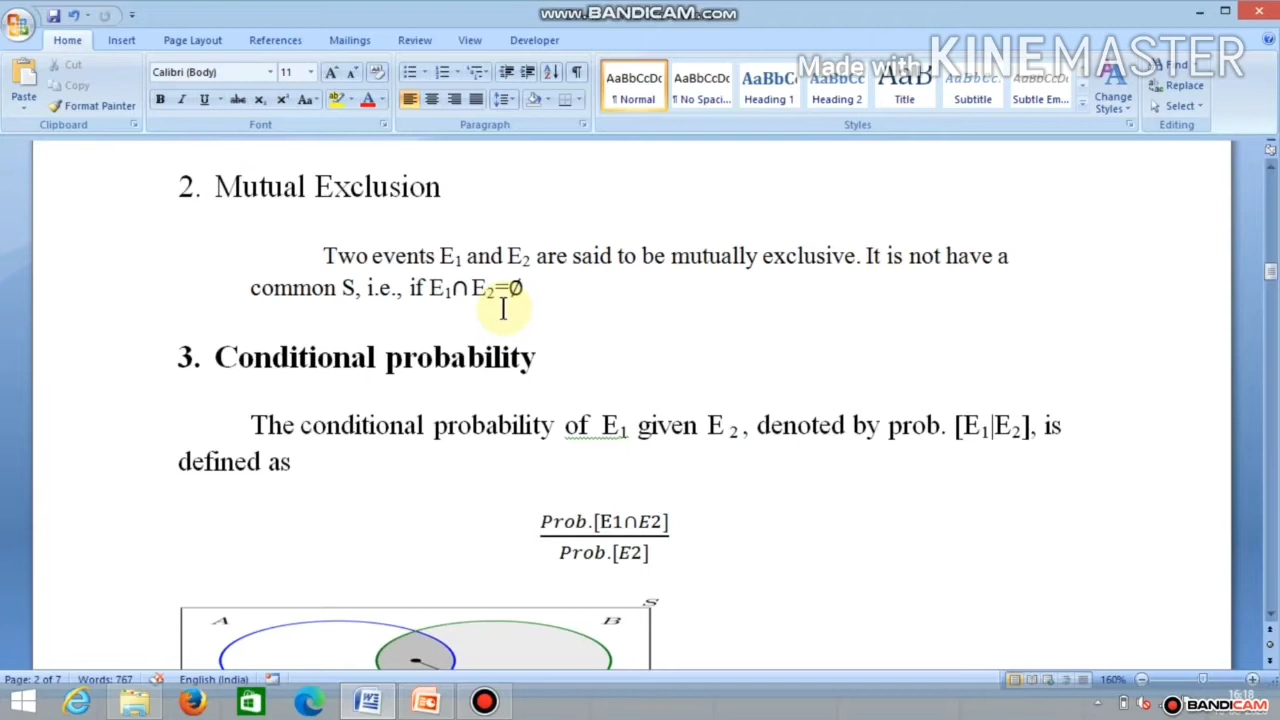 www.BANDICAM.com
Made with KINEMASTER
Home Insert Page Layout References Mailings Review View Developer
Paste
Cut
Copy
Format Painter
Clipboard
Calibri (Body) 11
Font
Paragraph
AaBbCcDc AaBbCcDc AaBbC AaBbCc AaB AaBbCc. AaBbCcDc
¶ Normal ¶ No Spaci... Heading 1 Heading 2 Title Subtitle Subtle Em...
Change Styles
Styles
Find
Replace
Select
Editing
2. Mutual Exclusion
Two events E₁ and E₂ are said to be mutually exclusive. It is not have a
common S, i.e., if E₁∩E₂=∅
3. Conditional probability
The conditional probability of E₁ given E ₂, denoted by prob. [E₁|E₂], is
defined as
Prob.[E1∩E2]
Prob.[E2]
S
A B
Page: 2 of 7 Words: 767 English (India) 160%
16:18
BANDICAM